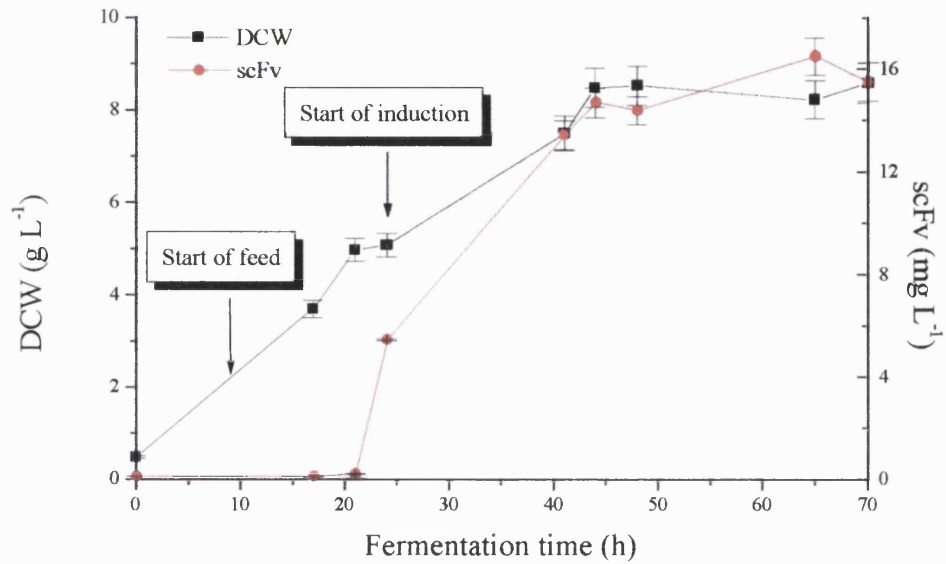 10
8
6
4
2
0
DCW (g L⁻¹)
DCW
scFv
Start of induction
Start of feed
16
12
8
4
0
scFv (mg L⁻¹)
0
10
20
30
40
50
60
70
Fermentation time (h)